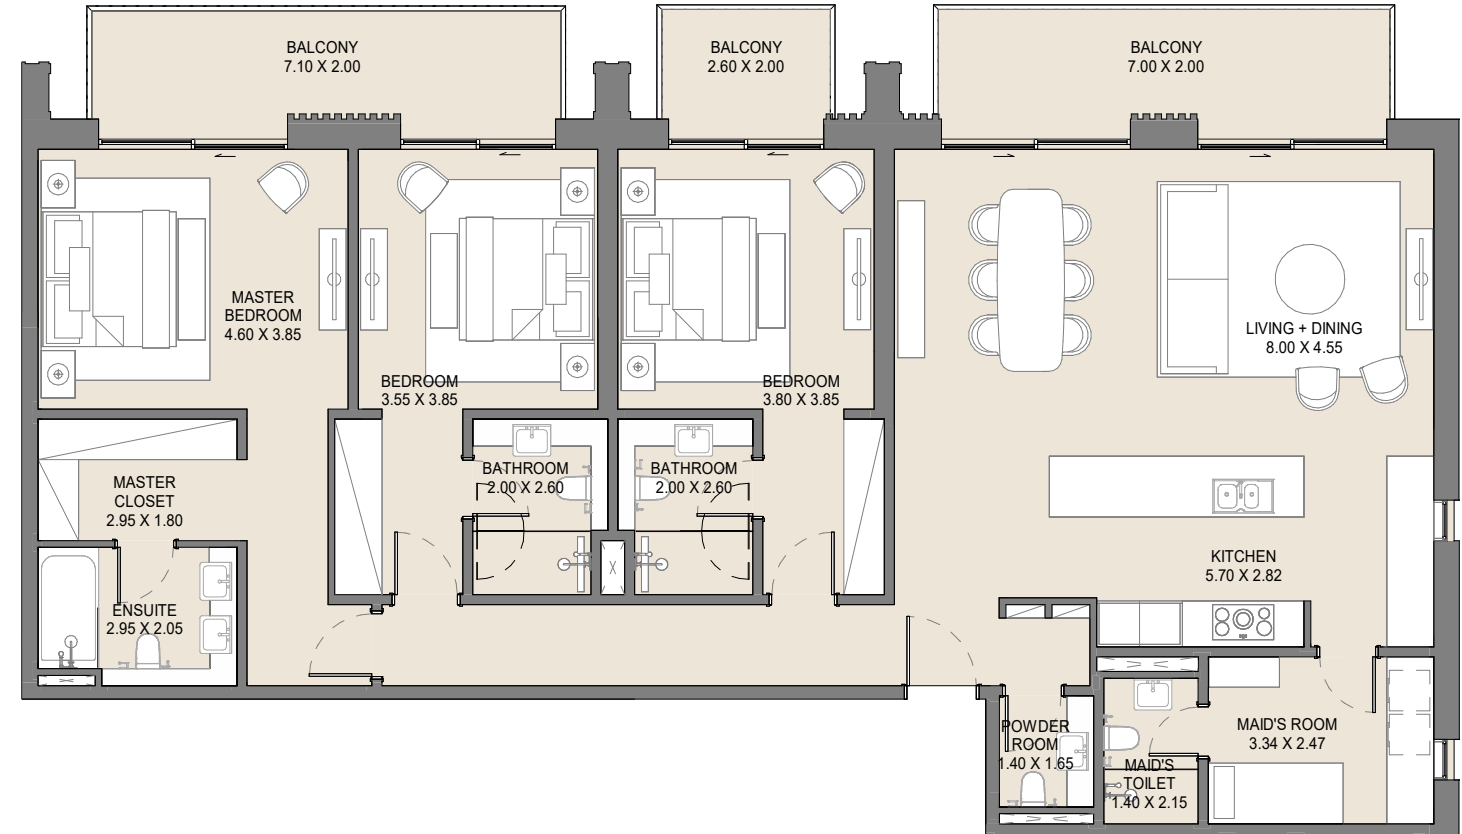 BALCONY
7.10 X 2.00
BALCONY
2.60 X 2.00
BALCONY
7.00 X 2.00
MASTER
BEDROOM
4.60 X 3.85
BEDROOM
3.55 X 3.85
BEDROOM
3.80 X 3.85
LIVING + DINING
8.00 X 4.55
MASTER
CLOSET
2.95 X 1.80
BATHROOM
2.00 X 2.60
BATHROOM
2.00 X 2.60
KITCHEN
5.70 X 2.82
ENSUITE
2.95 X 2.05
POWDER
ROOM
1.40 X 1.65
MAID'S
TOILET
1.40 X 2.15
MAID'S ROOM
3.34 X 2.47